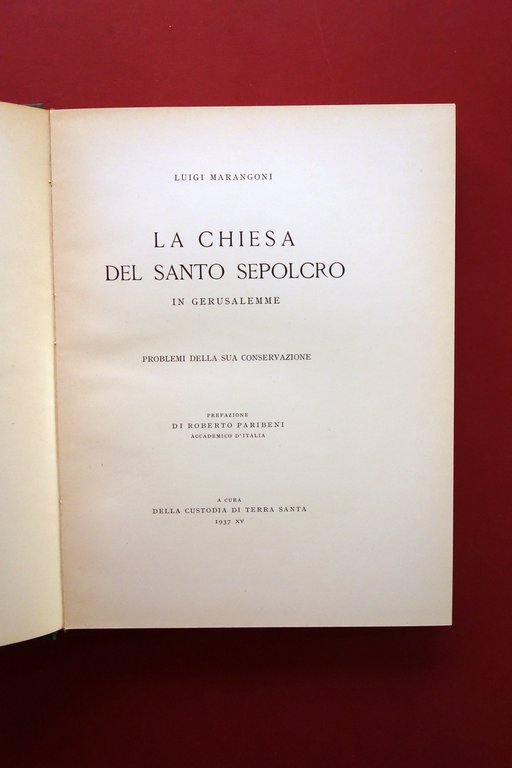 LUIGI MARANGONI
LA CHIESA
DEL SANTO SEPOLCRO
IN GERUSALEMME
PROBLEMI DELLA SUA CONSERVAZIONE
PREFAZIONE
DI ROBERTO PARIBENI
ACCADEMICO D'ITALIA
A CURA
DELLA CUSTODIA DI TERRA SANTA
1937 XV